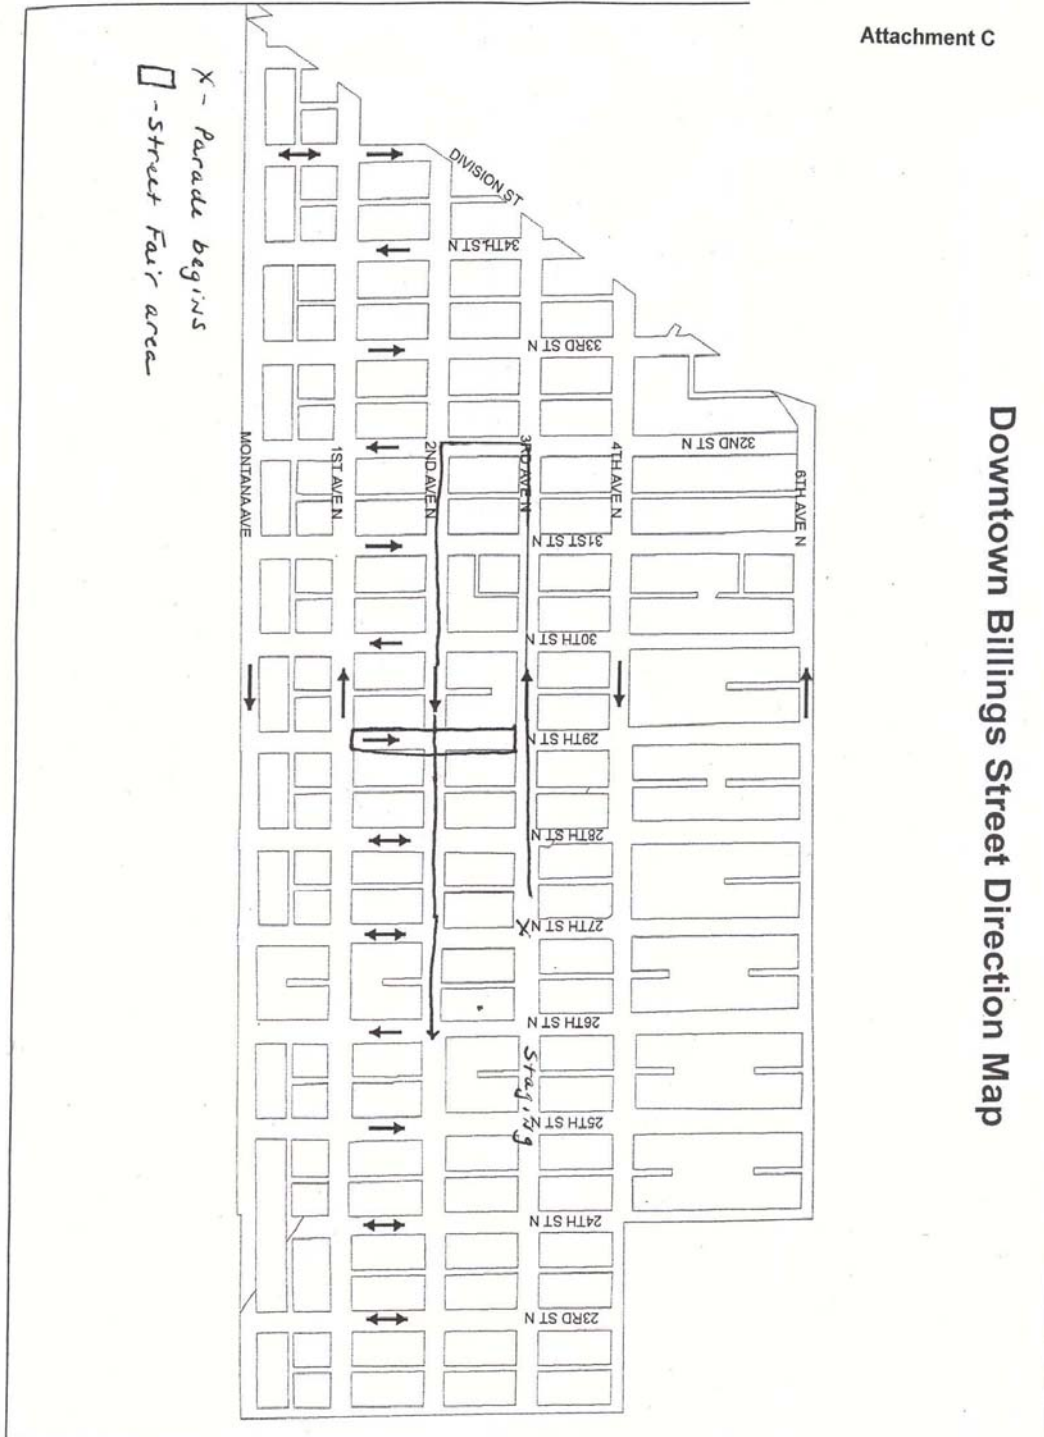 Attachment C
Downtown Billings Street Direction Map
X - Parade begins
- Street Fair area
DIVISION ST
34TH ST N
33RD ST N
32ND ST N
MONTANA AVE
1ST AVE N
2ND AVE N
3RD AVE N
4TH AVE N
6TH AVE N
31ST ST N
30TH ST N
29TH ST N
28TH ST N
27TH ST N
X
26TH ST N
Staging
25TH ST N
24TH ST N
23RD ST N